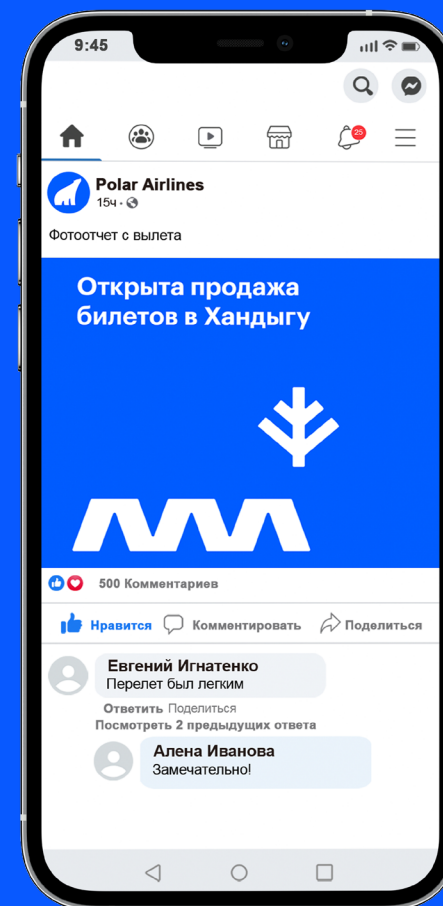 9:45
25
Polar Airlines
15ч
Фотоотчет с вылета
Открыта продажа
билетов в Хандыгу
500 Комментариев
Нравится Комментировать Поделиться
Евгений Игнатенко
Перелет был легким
Ответить Поделиться
Посмотреть 2 предыдущих ответа
Алена Иванова
Замечательно!